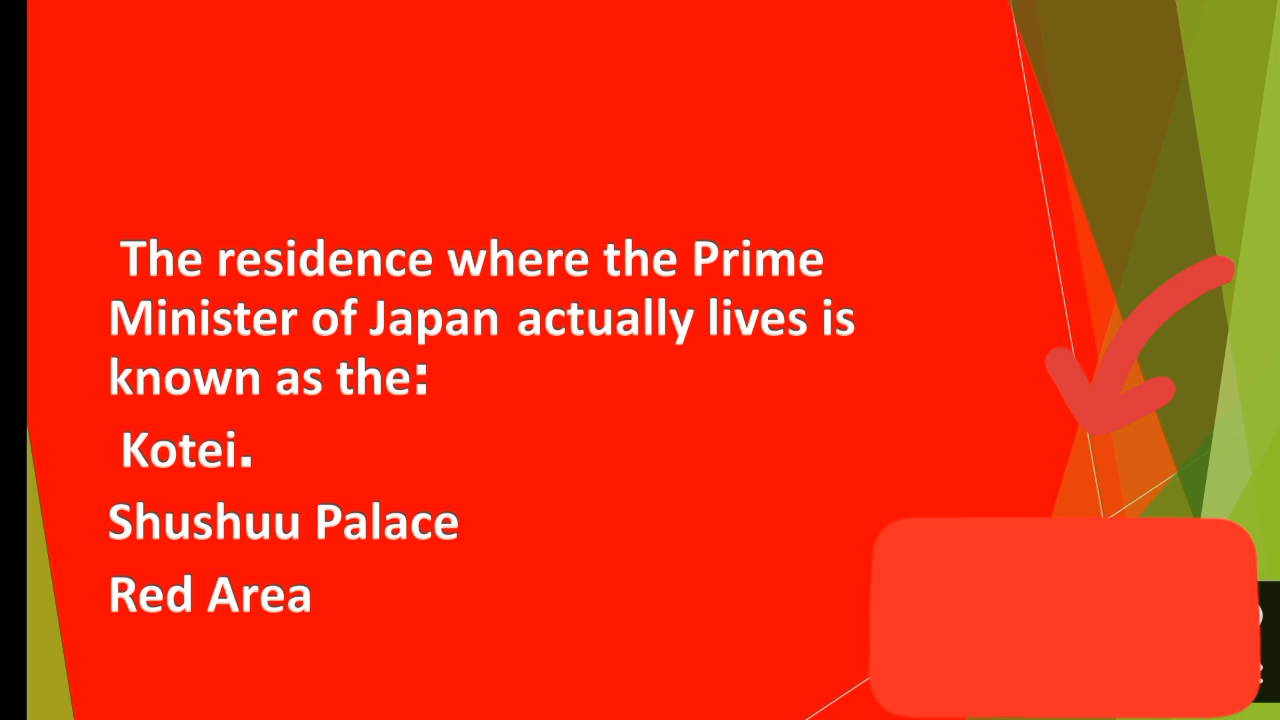 The residence where the Prime
Minister of Japan actually lives is
known as the:
Kotei.
Shushuu Palace
Red Area